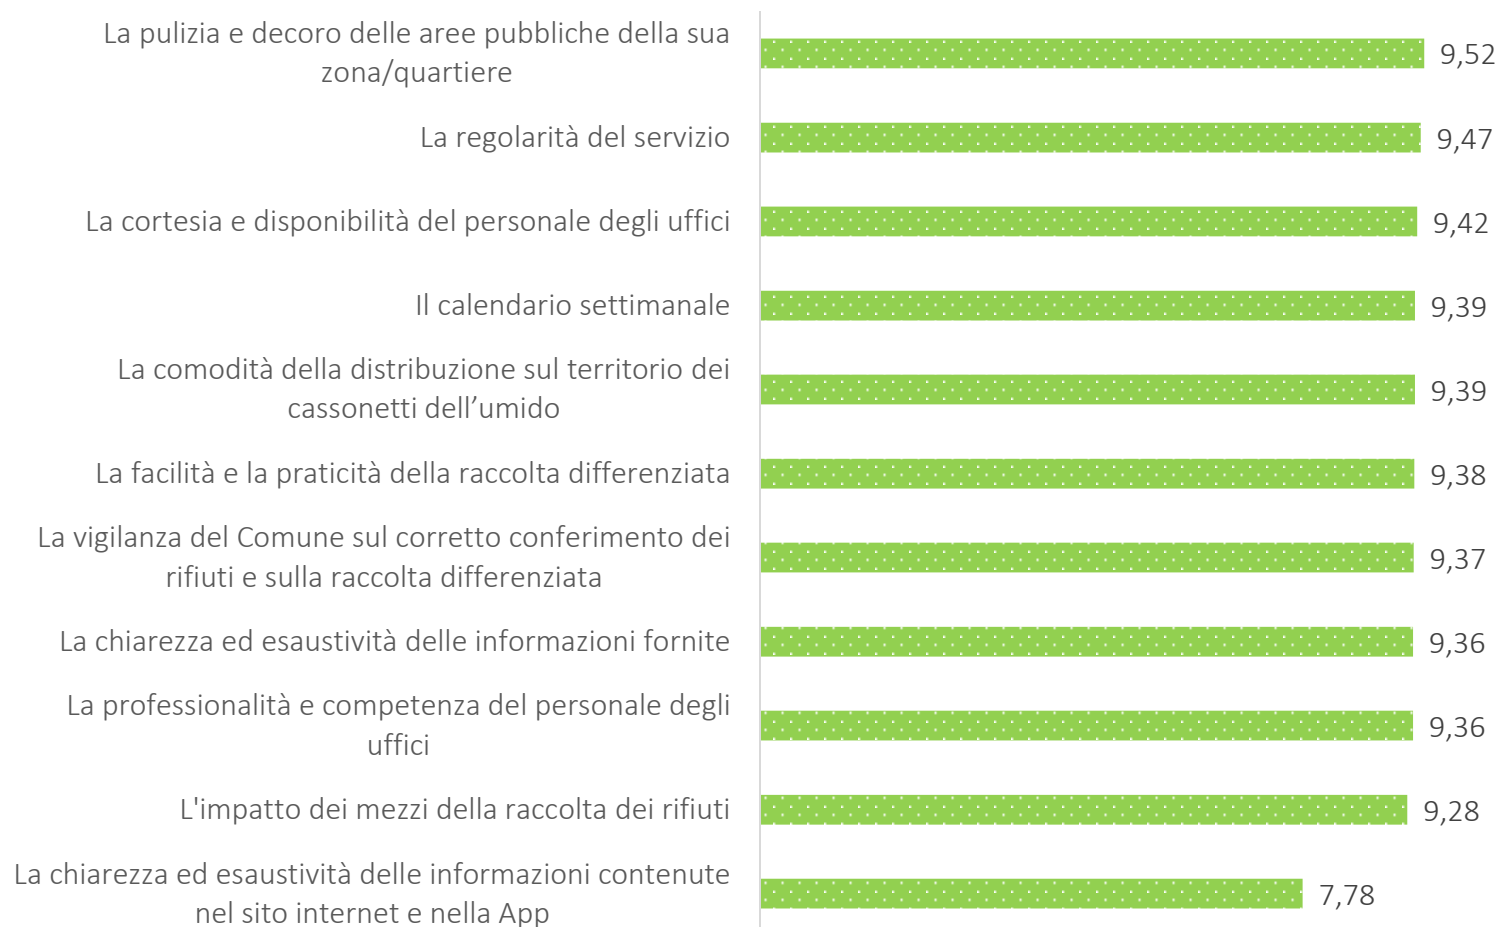 La pulizia e decoro delle aree pubbliche della sua
zona/quartiere
9,52
La regolarità del servizio
9,47
La cortesia e disponibilità del personale degli uffici
9,42
Il calendario settimanale
9,39
La comodità della distribuzione sul territorio dei
cassonetti dell’umido
9,39
La facilità e la praticità della raccolta differenziata
9,38
La vigilanza del Comune sul corretto conferimento dei
rifiuti e sulla raccolta differenziata
9,37
La chiarezza ed esaustività delle informazioni fornite
9,36
La professionalità e competenza del personale degli
uffici
9,36
L'impatto dei mezzi della raccolta dei rifiuti
9,28
La chiarezza ed esaustività delle informazioni contenute
nel sito internet e nella App
7,78